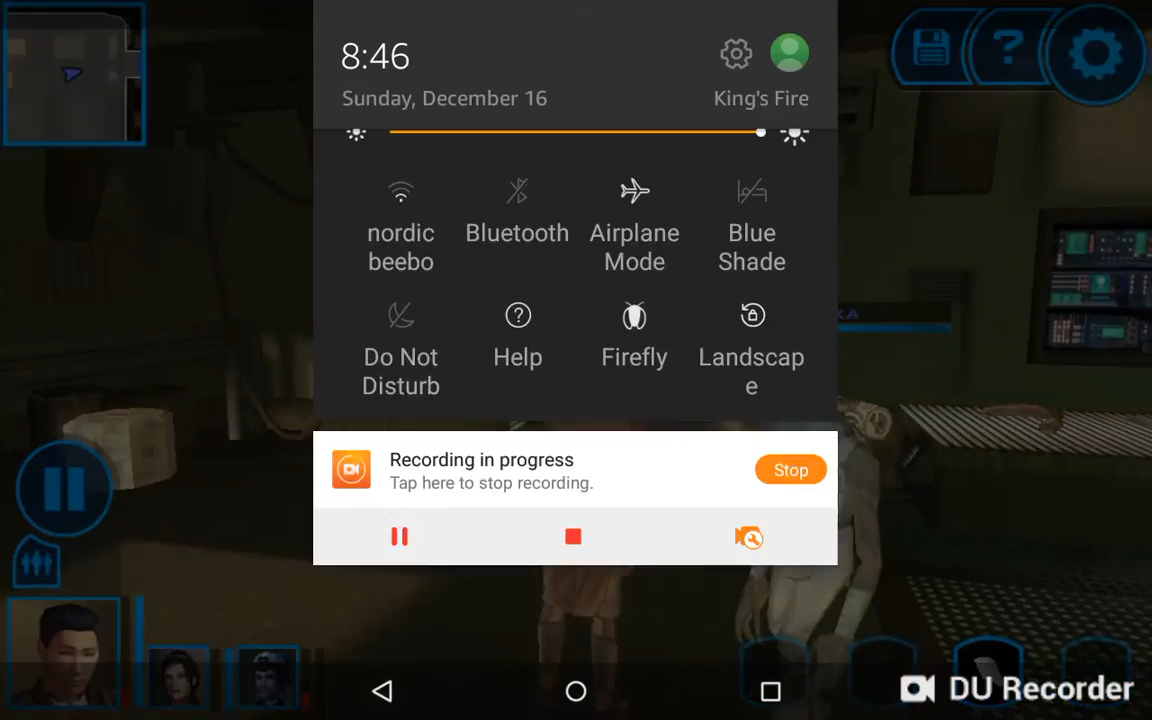 8:46
Sunday, December 16
King's Fire
nordic
beebo
Bluetooth
Airplane
Mode
Blue
Shade
Do Not
Disturb
Help
Firefly
Landscap
e
KA
Recording in progress
Tap here to stop recording.
Stop
?
DU Recorder